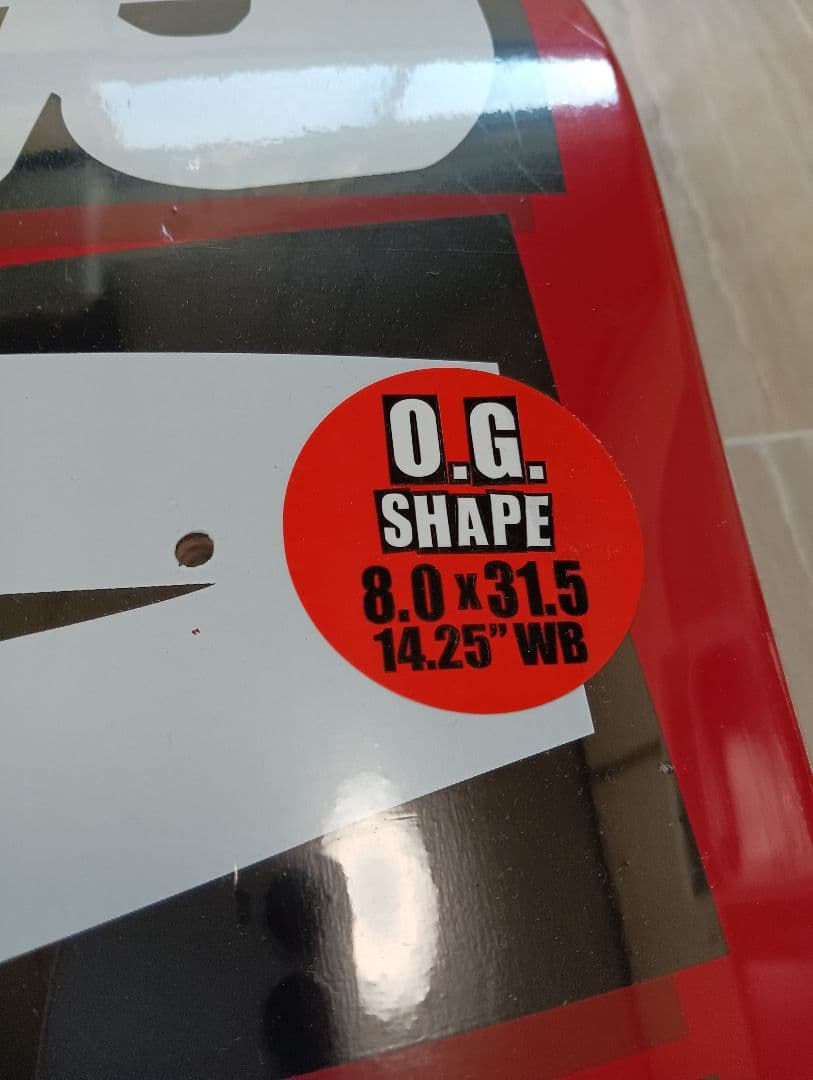 O.G.
SHAPE
8.0 x 31.5
14.25” WB